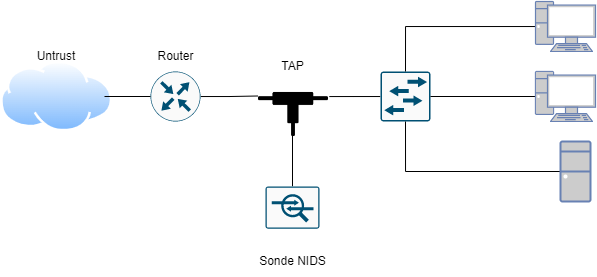 Untrust
Router
TAP
Sonde NIDS